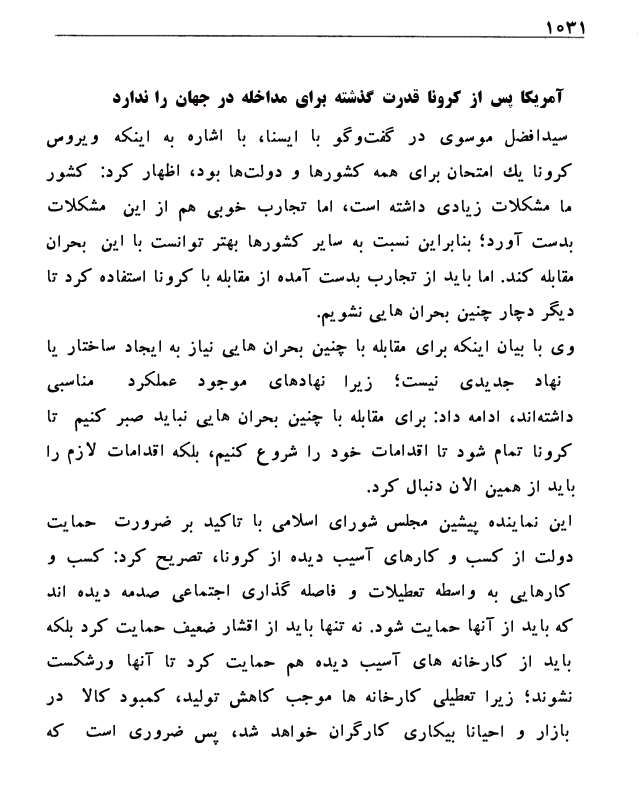 ۱۰۳۱
آمریکا پس از کرونا قدرت گذشته برای مداخله در جهان را ندارد
سیدافضل موسوی در گفت‌وگو با ایسنا، با اشاره به اینکه ویروس
کرونا یك امتحان برای همه کشورها و دولت‌ها بود، اظهار کرد: کشور
ما مشکلات زیادی داشته است، اما تجارب خوبی هم از این مشکلات
بدست آورد؛ بنابراین نسبت به سایر کشورها بهتر توانست با این بحران
مقابله کند. اما باید از تجارب بدست آمده از مقابله با کرونا استفاده کرد تا
دیگر دچار چنین بحران هایی نشویم.
وی با بیان اینکه برای مقابله با چنین بحران هایی نیاز به ایجاد ساختار یا
نهاد جدیدی نیست؛ زیرا نهادهای موجود عملکرد مناسبی
داشته‌اند، ادامه داد: برای مقابله با چنین بحران هایی نباید صبر کنیم تا
کرونا تمام شود تا اقدامات خود را شروع کنیم، بلکه اقدامات لازم را
باید از همین الان دنبال کرد.
این نماینده پیشین مجلس شورای اسلامی با تاکید بر ضرورت حمایت
دولت از کسب و کارهای آسیب دیده از کرونا، تصریح کرد: کسب و
کارهایی به واسطه تعطیلات و فاصله گذاری اجتماعی صدمه دیده اند
که باید از آنها حمایت شود. نه تنها باید از اقشار ضعیف حمایت کرد بلکه
باید از کارخانه های آسیب دیده هم حمایت کرد تا آنها ورشکست
نشوند؛ زیرا تعطیلی کارخانه ها موجب کاهش تولید، کمبود کالا در
بازار و احیانا بیکاری کارگران خواهد شد، پس ضروری است که